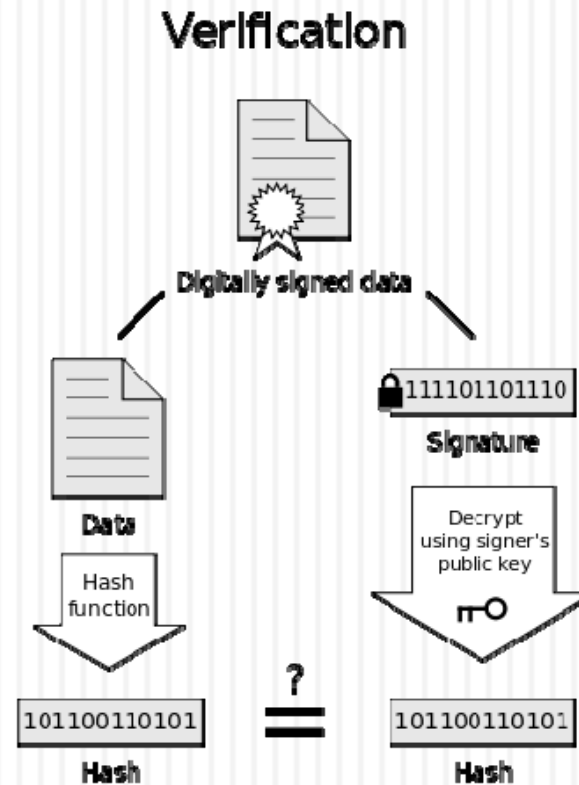 Verification
Digitally signed data
111101101110
Signature
Data
Decrypt
using signer's
public key
Hash
function
?
=
101100110101
101100110101
Hash
Hash